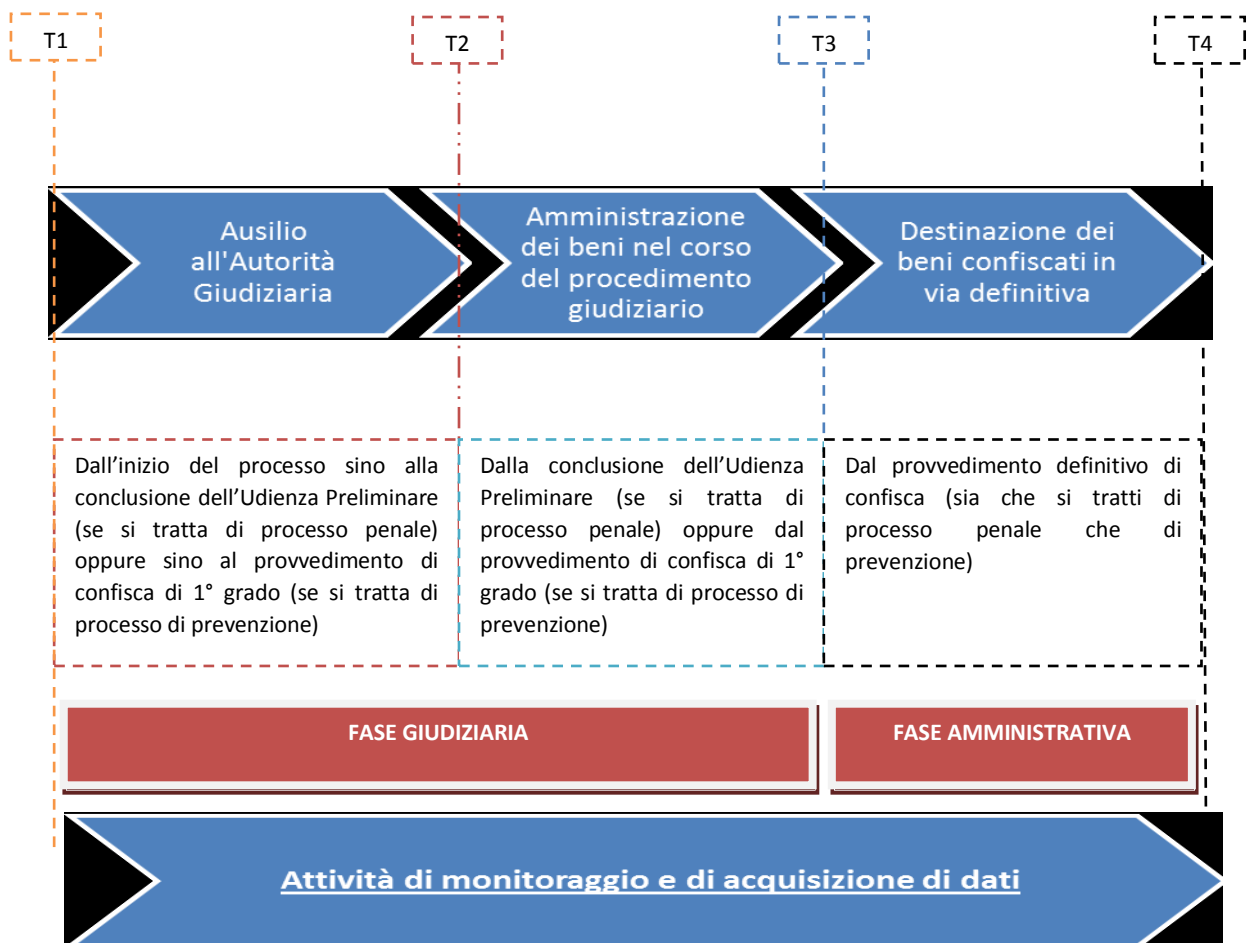 T1
T2
T3
T4
Ausilio
all'Autorità
Giudiziaria
Amministrazione
dei beni nel corso
del procedimento
giudiziario
Destinazione dei
beni confiscati in
via definitiva
Dall’inizio del processo sino alla
conclusione dell’Udienza Preliminare
(se si tratta di processo penale)
oppure sino al provvedimento di
confisca di 1° grado (se si tratta di
processo di prevenzione)
Dalla conclusione dell’Udienza
Preliminare (se si tratta di
processo penale) oppure dal
provvedimento di confisca di 1°
grado (se si tratta di processo di
prevenzione)
Dal provvedimento definitivo di
confisca (sia che si tratti di
processo penale che di
prevenzione)
FASE GIUDIZIARIA
FASE AMMINISTRATIVA
Attività di monitoraggio e di acquisizione di dati